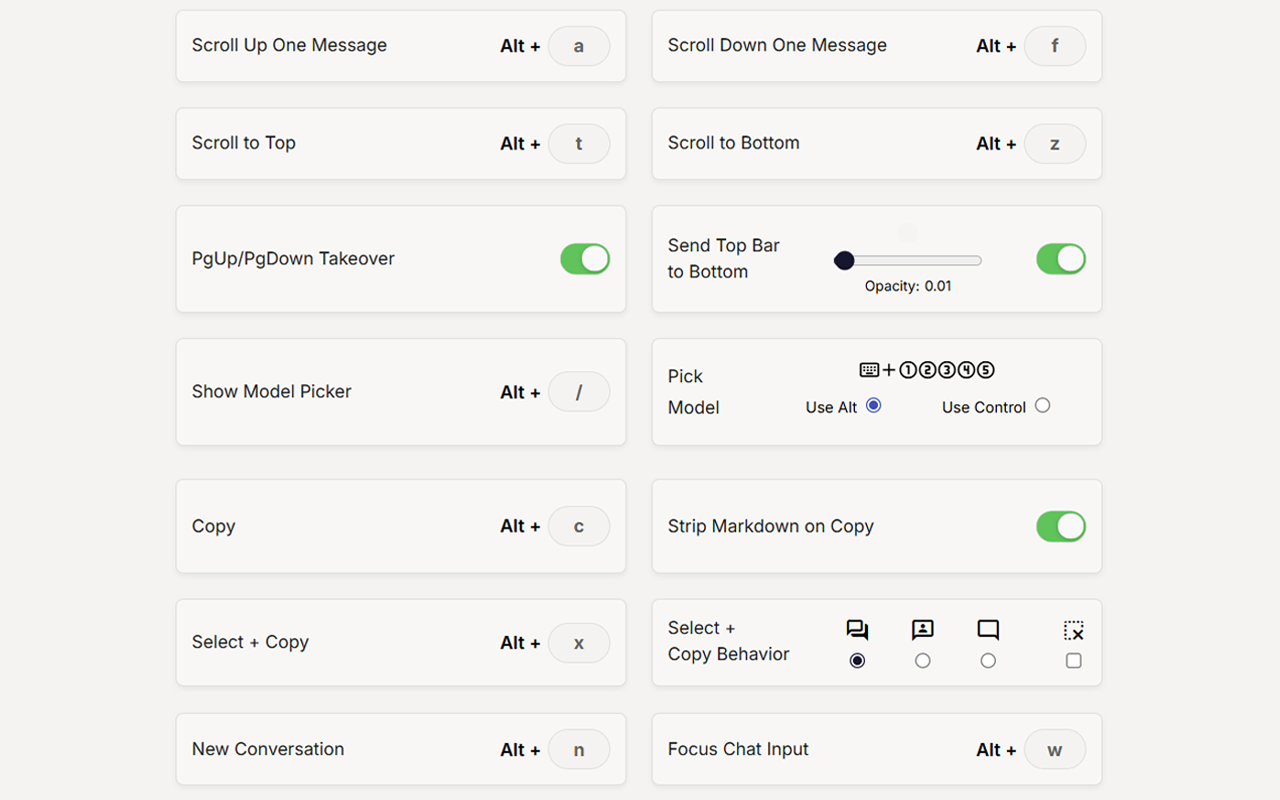 Scroll Up One Message Alt + a
Scroll Down One Message Alt + f
Scroll to Top Alt + t
Scroll to Bottom Alt + z
PgUp/PgDown Takeover
Send Top Bar
to Bottom
Opacity: 0.01
Show Model Picker Alt + /
Pick
Model
+①②③④⑤
Use Alt Use Control
Copy Alt + c
Strip Markdown on Copy
Select + Copy Alt + x
Select +
Copy Behavior
New Conversation Alt + n
Focus Chat Input Alt + w